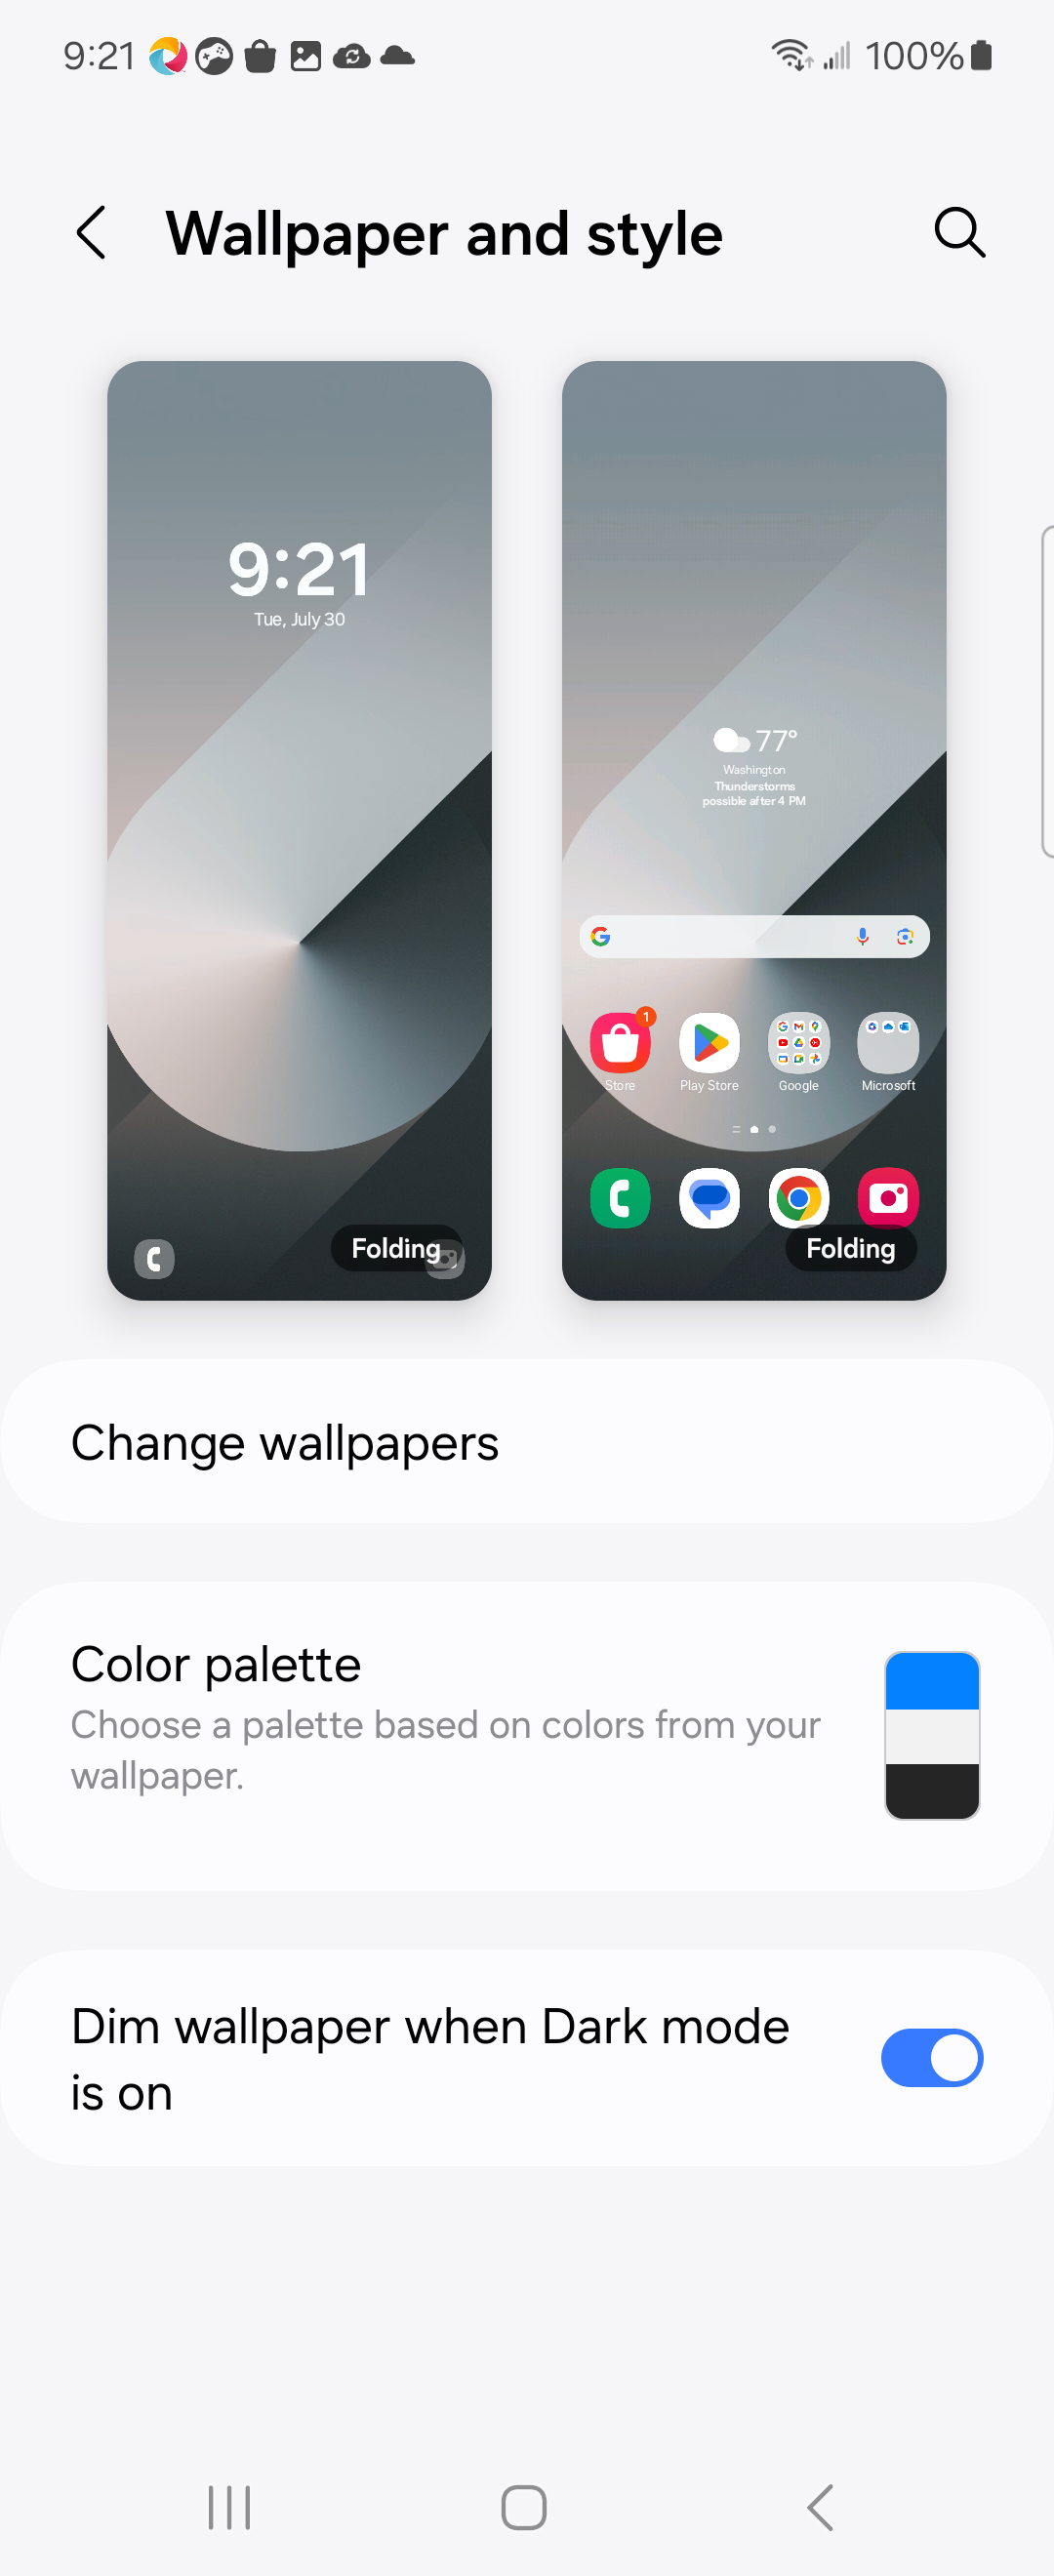 9:21
100%
Wallpaper and style
9:21
Tue, July 30
Folding
77°
Washington
Thunderstorms
possible after 4 PM
1
Store
Play Store
Google
Microsoft
Folding
Change wallpapers
Color palette
Choose a palette based on colors from your
wallpaper.
Dim wallpaper when Dark mode
is on